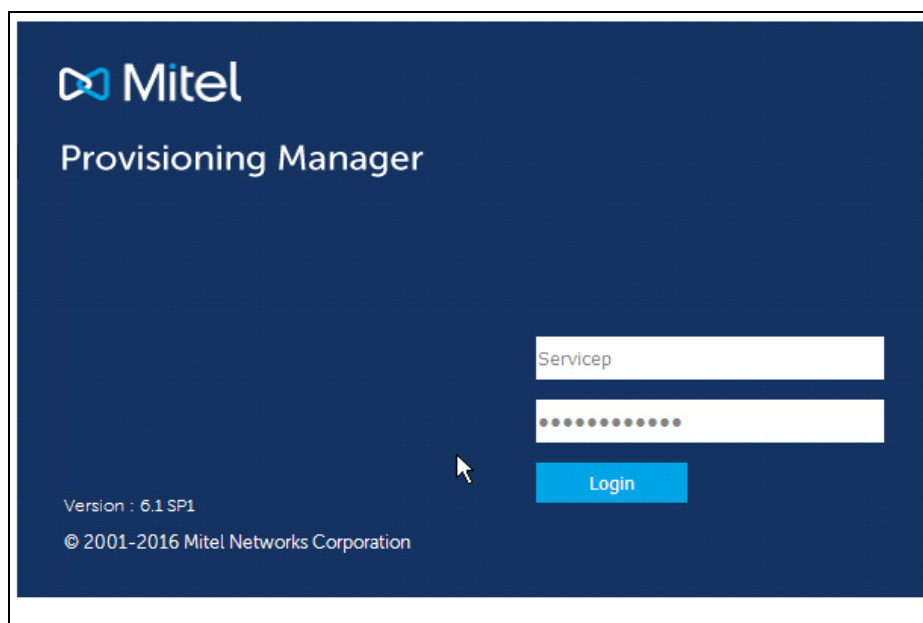 Mitel
Provisioning Manager
Servicep
••••••••••••
Login
Version : 6.1 SP1
© 2001-2016 Mitel Networks Corporation